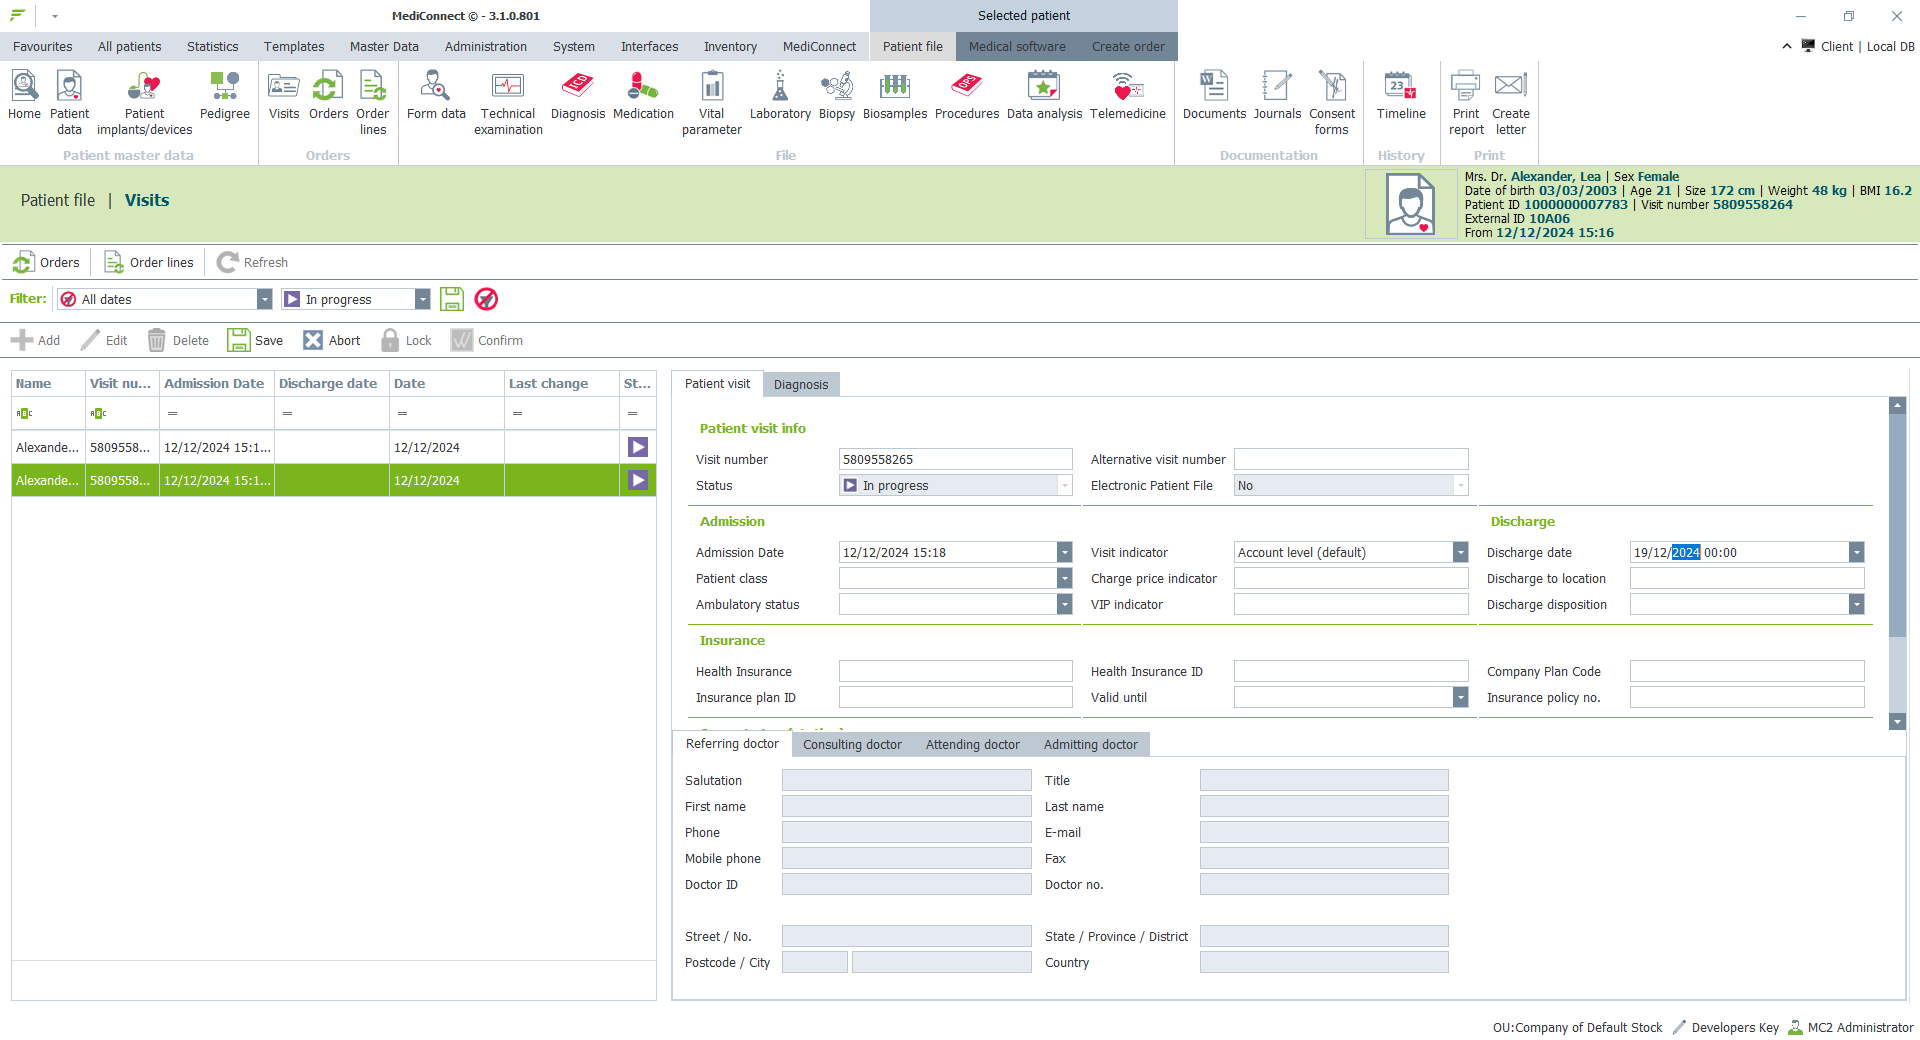 MediConnect © - 3.1.0.801
Selected patient
Favourites All patients Statistics Templates Master Data Administration System Interfaces Inventory MediConnect Patient file Medical software Create order
Client | Local DB
Home
Patient data
Patient implants/devices
Pedigree
Visits
Orders
Order lines
Form data
Technical examination
Diagnosis
Medication
Vital parameter
Laboratory
Biopsy
Biosamples
Procedures
Data analysis
Telemedicine
Documents
Journals
Consent forms
Timeline
Print report
Create letter
Patient master data Orders File Documentation History Print
Patient file | Visits
Mrs. Dr. Alexander, Lea | Sex Female
Date of birth 03/03/2003 | Age 21 | Size 172 cm | Weight 48 kg | BMI 16.2
Patient ID 1000000007783 | Visit number 5809558264
External ID 10A06
From 12/12/2024 15:16
Orders Order lines Refresh
Filter: All dates In progress
Add Edit Delete Save Abort Lock Confirm
Name Visit nu... Admission Date Discharge date Date Last change St...
Alexande... 5809558... 12/12/2024 15:1... 12/12/2024
Alexande... 5809558... 12/12/2024 15:1... 12/12/2024
Patient visit Diagnosis
Patient visit info
Visit number 5809558265 Alternative visit number
Status In progress Electronic Patient File No
Admission Discharge
Admission Date 12/12/2024 15:18 Visit indicator Account level (default) Discharge date 19/12/2024 00:00
Patient class Charge price indicator Discharge to location
Ambulatory status VIP indicator Discharge disposition
Insurance
Health Insurance Health Insurance ID Company Plan Code
Insurance plan ID Valid until Insurance policy no.
Referring doctor Consulting doctor Attending doctor Admitting doctor
Salutation Title
First name Last name
Phone E-mail
Mobile phone Fax
Doctor ID Doctor no.
Street / No. State / Province / District
Postcode / City Country
OU:Company of Default Stock Developers Key MC2 Administrator